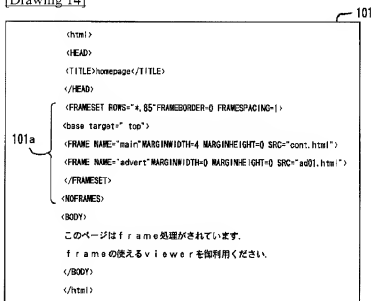 [Drawing 14]
101
<html>
<HEAD>
<TITLE>homepage</TITLE>
</HEAD>
<FRAMESET ROWS="*,85"FRAMEBORDER=0 FRAMESPACING=1>
<base target=" top">
101a
<FRAME NAME="main"MARGINWIDTH=4 MARGINHEIGHT=0 SRC="cont.html">
<FRAME NAME="advert"MARGINWIDTH=0 MARGINHEIGHT=0 SRC="ad01.html">
</FRAMESET>
<NOFRAMES>
<BODY>
このページはframe処理がされています.
frameの使えるviewerを御利用ください.
</BODY>
</html>